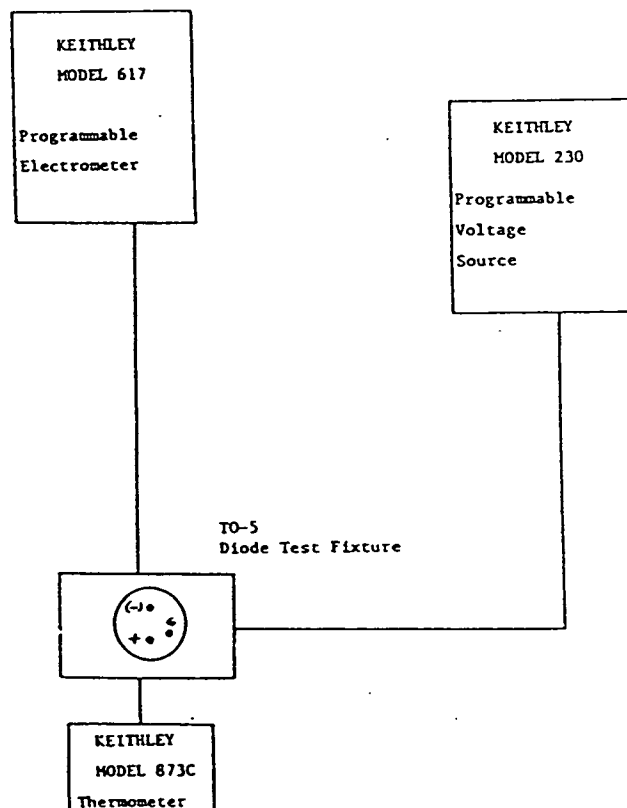 KEITHLEY
MODEL 617
Programmable
Electrometer
KEITHLEY
MODEL 230
Programmable
Voltage
Source
TO-5
Diode Test Fixture
(-)
G
+
KEITHLEY
MODEL 873C
Thermometer